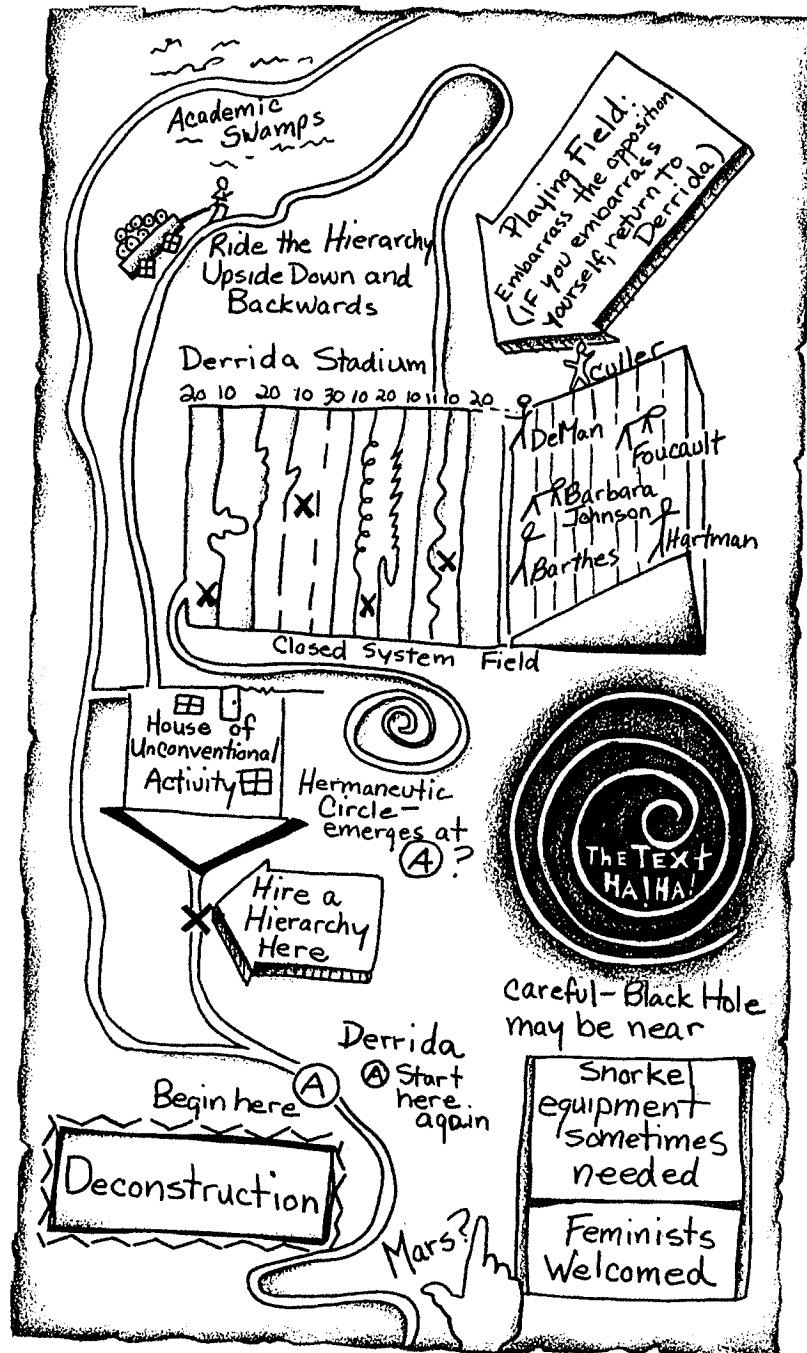 Academic
Swamps
Playing Field:
Embarrass the opposition
(IF you embarrass
yourself, return to
Derrida)
Ride the Hierarchy
Upside Down and
Backwards
Derrida Stadium
20 10 20 10 30 10 20 10 11 10 20
Culler
DeMan
Foucault
Barbara
Johnson
Barthes
Hartman
X
X
X
X
Closed System Field
House of
Unconventional
Activity
Hermaneutic
Circle—
emerges at
A ?
The Text
HA! HA!
Hire a
Hierarchy
Here
X
Careful—Black Hole
may be near
Derrida
A Start
here
again
A
Begin here
Deconstruction
Snorkel
equipment
sometimes
needed
Feminists
Welcomed
Mars?